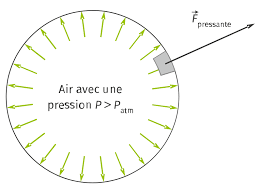 F⃗ pressante
Air avec une
pression P > Patm